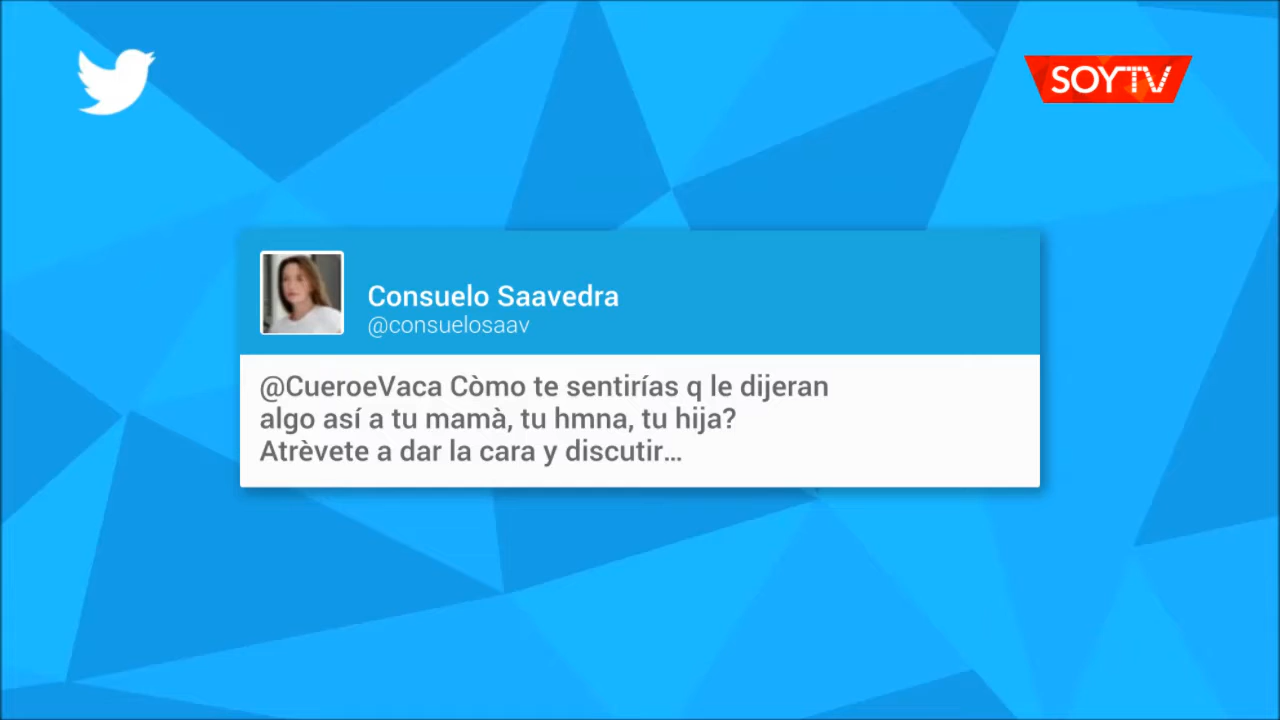 SOYTV
Consuelo Saavedra
@consuelosaav
@CueroeVaca Còmo te sentirías q le dijeran
algo así a tu mamà, tu hmna, tu hija?
Atrèvete a dar la cara y discutir...